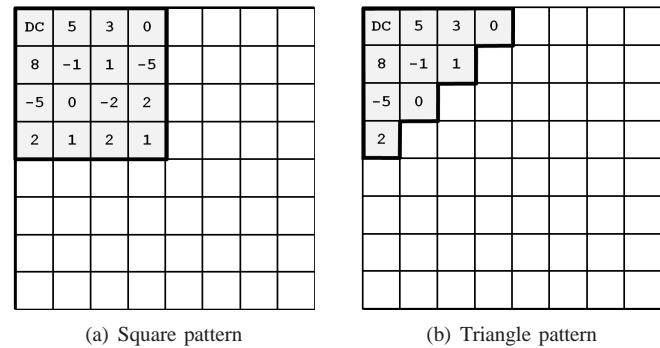 DC 5 3 0
8 -1 1 -5
-5 0 -2 2
2 1 2 1
(a) Square pattern
DC 5 3 0
8 -1 1
-5 0
2
(b) Triangle pattern